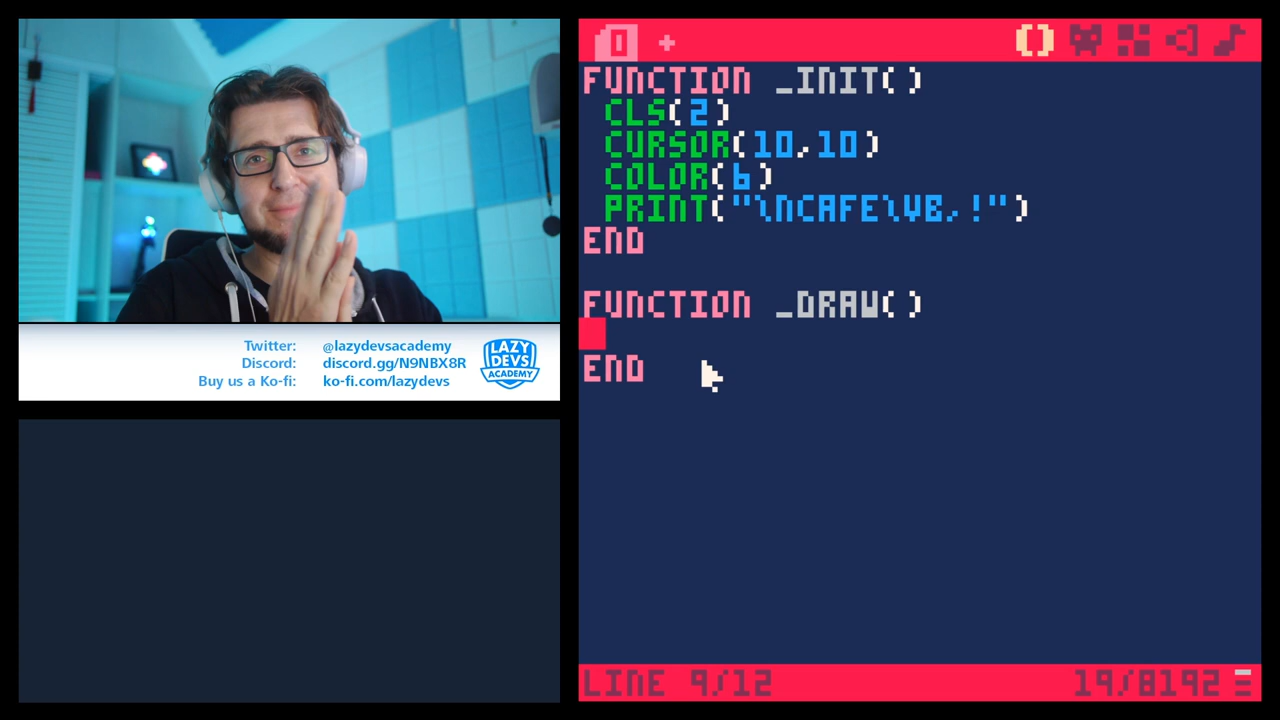 Twitter: @lazydevsacademy
Discord: discord.gg/N9NBX8R
Buy us a Ko-fi: ko-fi.com/lazydevs
LAZY
DEVS
ACADEMY
0 +
FUNCTION _INIT()
CLS(2)
CURSOR(10,10)
COLOR(6)
PRINT("\NCAFE\VB,!")
END
FUNCTION _DRAW()
END
LINE 9/12 19/8192